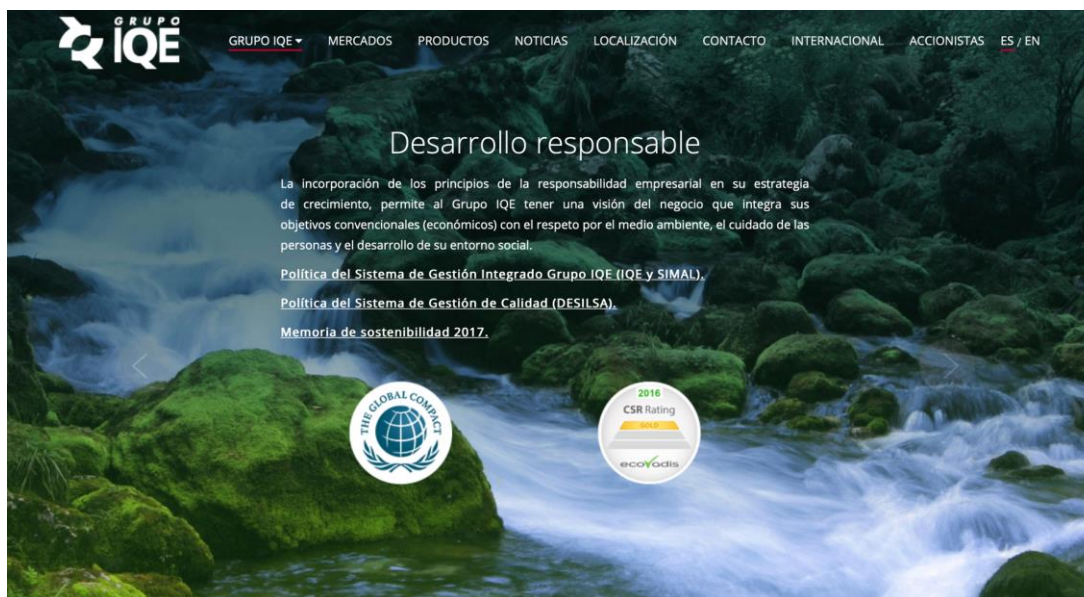 GRUPO
IQE
GRUPO IQE MERCADOS PRODUCTOS NOTICIAS LOCALIZACIÓN CONTACTO INTERNACIONAL ACCIONISTAS ES / EN
Desarrollo responsable
La incorporación de los principios de la responsabilidad empresarial en su estrategia
de crecimiento, permite al Grupo IQE tener una visión del negocio que integra sus
objetivos convencionales (económicos) con el respeto por el medio ambiente, el cuidado de las
personas y el desarrollo de su entorno social.
Política del Sistema de Gestión Integrado Grupo IQE (IQE y SIMAL).
Política del Sistema de Gestión de Calidad (DESILSA).
Memoria de sostenibilidad 2017.
THE GLOBAL COMPACT
2016
CSR Rating
GOLD
ecovadis